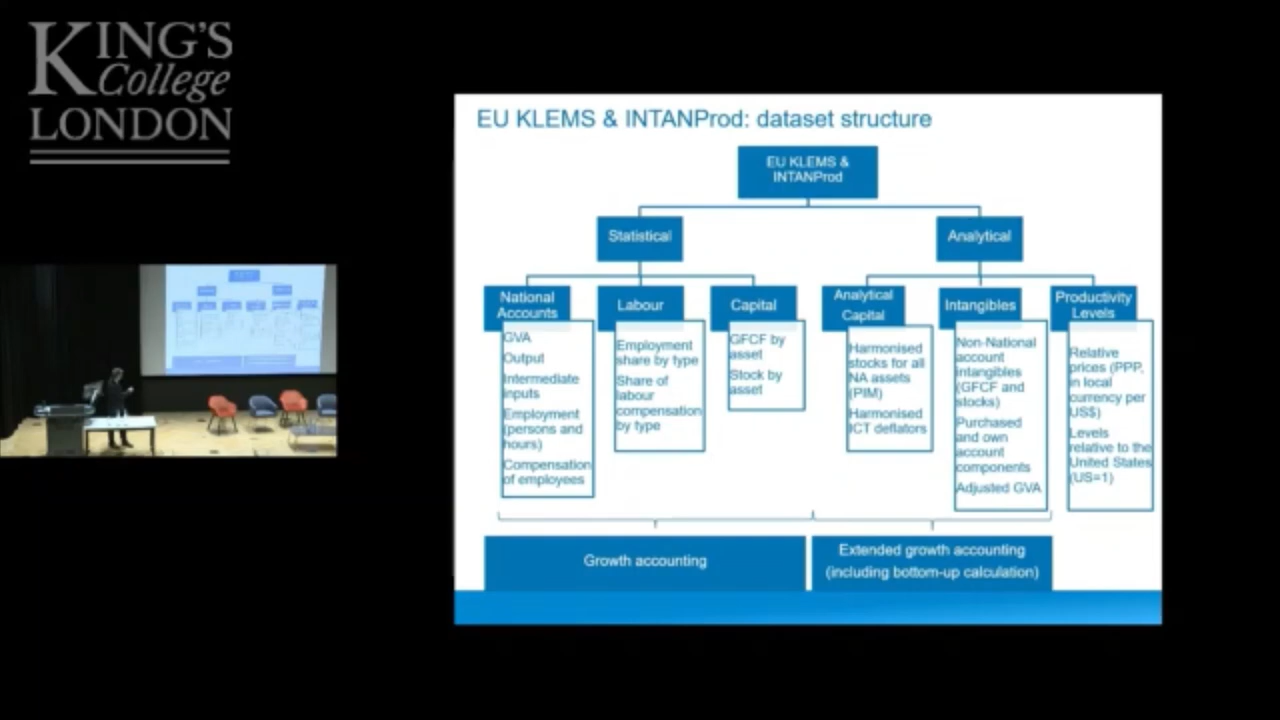 KING'S
College
LONDON
EU KLEMS & INTANProd: dataset structure
EU KLEMS &
INTANProd
Statistical
Analytical
National
Accounts
Labour
Capital
Analytical
Capital
Intangibles
Productivity
Levels
GVA
Output
Intermediate
inputs
Employment
(persons and
hours)
Compensation
of employees
Employment
share by type
Share of
labour
compensation
by type
GFCF by
asset
Stock by
asset
Harmonised
stocks for all
NA assets
(PIM)
Harmonised
ICT deflators
Non-National
account
intangibles
(GFCF and
stocks)
Purchased
and own
account
components
Adjusted GVA
Relative
prices (PPP,
in local
currency per
US$)
Levels
relative to the
United States
(US=1)
Growth accounting
Extended growth accounting
(including bottom-up calculation)